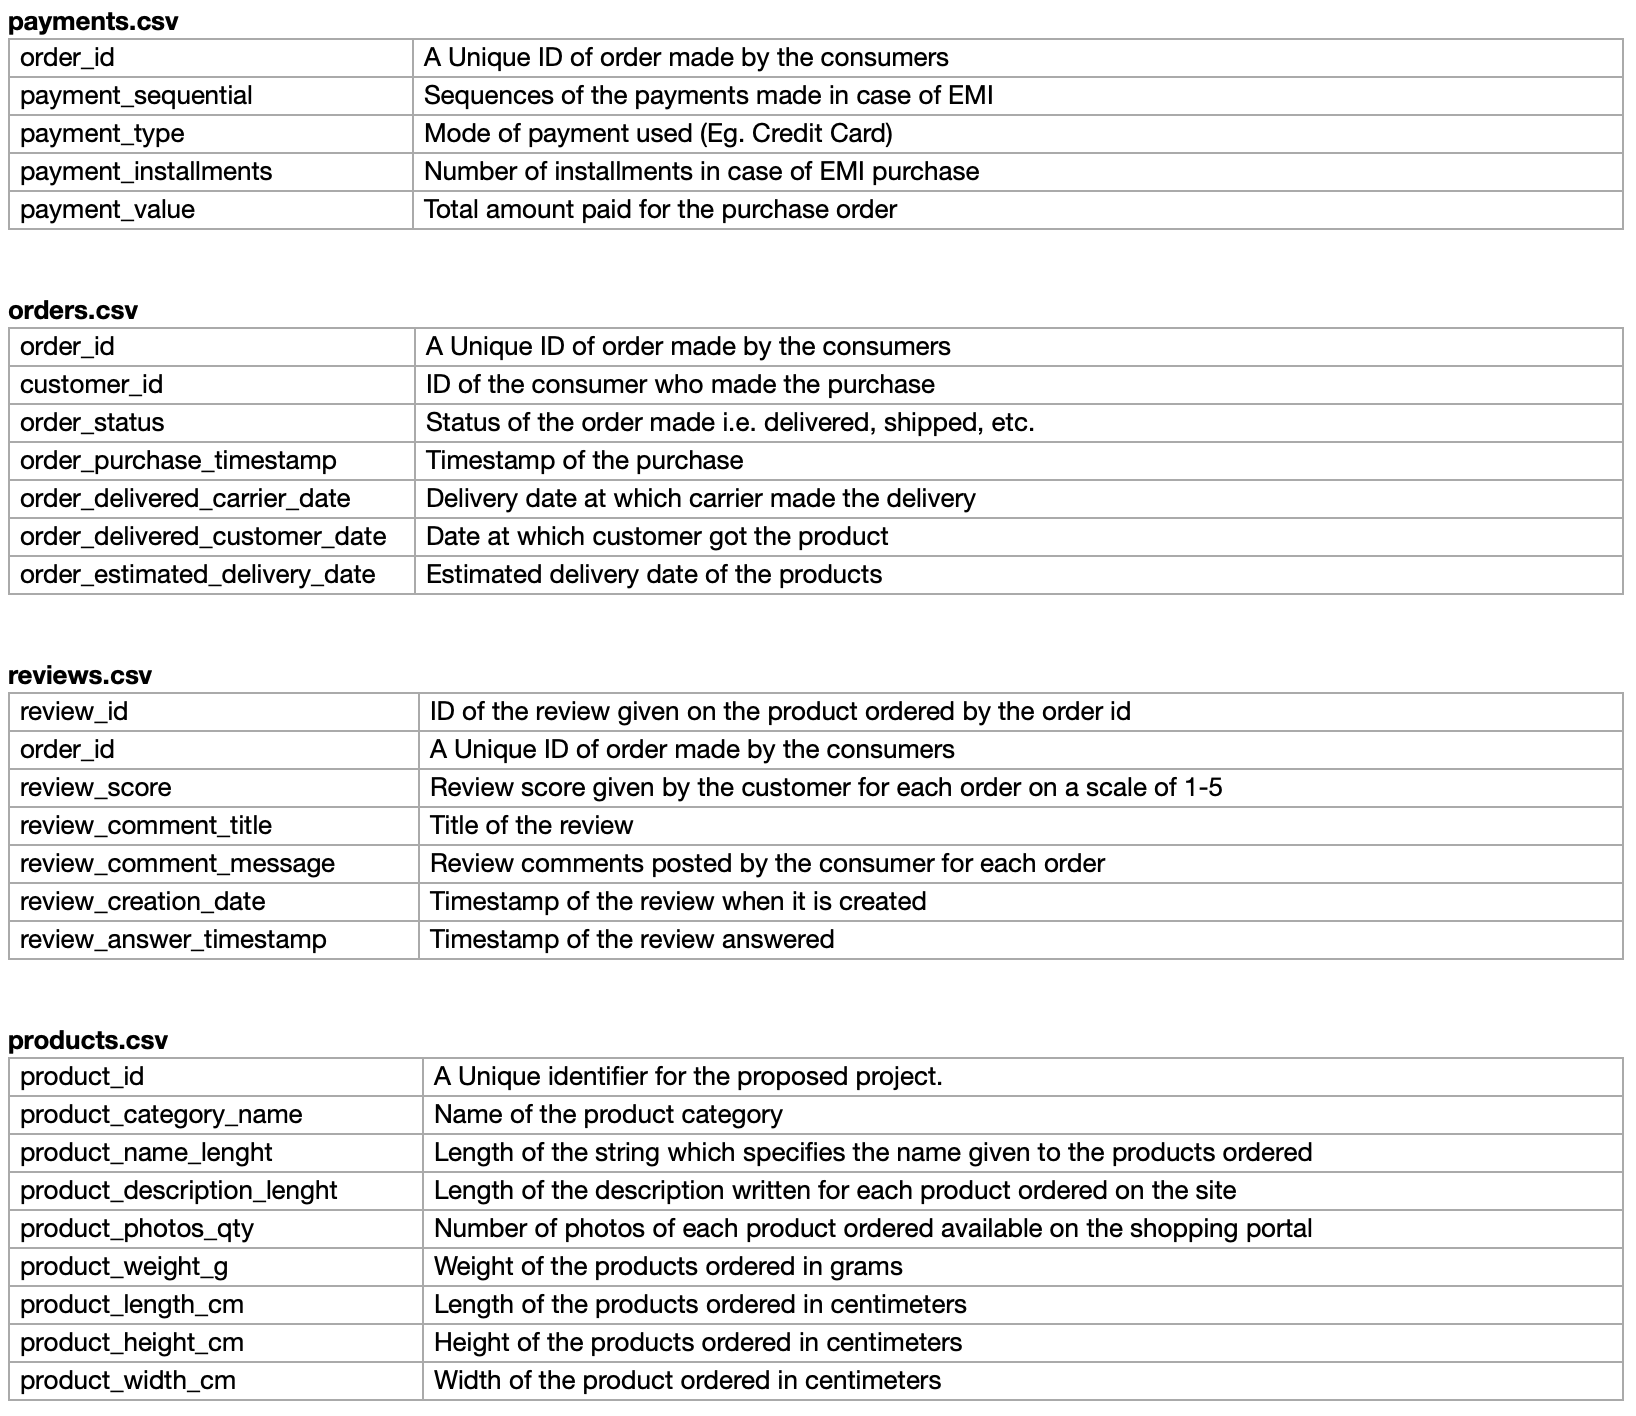 payments.csv
order_id A Unique ID of order made by the consumers
payment_sequential Sequences of the payments made in case of EMI
payment_type Mode of payment used (Eg. Credit Card)
payment_installments Number of installments in case of EMI purchase
payment_value Total amount paid for the purchase order
orders.csv
order_id A Unique ID of order made by the consumers
customer_id ID of the consumer who made the purchase
order_status Status of the order made i.e. delivered, shipped, etc.
order_purchase_timestamp Timestamp of the purchase
order_delivered_carrier_date Delivery date at which carrier made the delivery
order_delivered_customer_date Date at which customer got the product
order_estimated_delivery_date Estimated delivery date of the products
reviews.csv
review_id ID of the review given on the product ordered by the order id
order_id A Unique ID of order made by the consumers
review_score Review score given by the customer for each order on a scale of 1-5
review_comment_title Title of the review
review_comment_message Review comments posted by the consumer for each order
review_creation_date Timestamp of the review when it is created
review_answer_timestamp Timestamp of the review answered
products.csv
product_id A Unique identifier for the proposed project.
product_category_name Name of the product category
product_name_lenght Length of the string which specifies the name given to the products ordered
product_description_lenght Length of the description written for each product ordered on the site
product_photos_qty Number of photos of each product ordered available on the shopping portal
product_weight_g Weight of the products ordered in grams
product_length_cm Length of the products ordered in centimeters
product_height_cm Height of the products ordered in centimeters
product_width_cm Width of the product ordered in centimeters